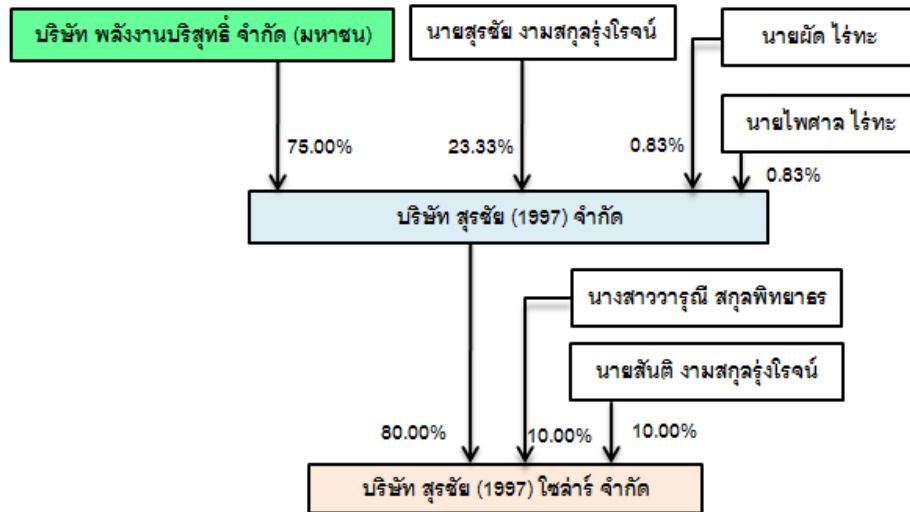 บริษัท พลังงานบริสุทธิ์ จำกัด (มหาชน)
นายสุรชัย งามสกุลรุ่งโรจน์
นายผัด ไร่ทะ
นายไพศาล ไร่ทะ
75.00%
23.33%
0.83%
0.83%
บริษัท สุรชัย (1997) จำกัด
นางสาววารุณี สกุลพิทยาธร
นายสันติ งามสกุลรุ่งโรจน์
80.00%
10.00%
10.00%
บริษัท สุรชัย (1997) โซล่าร์ จำกัด